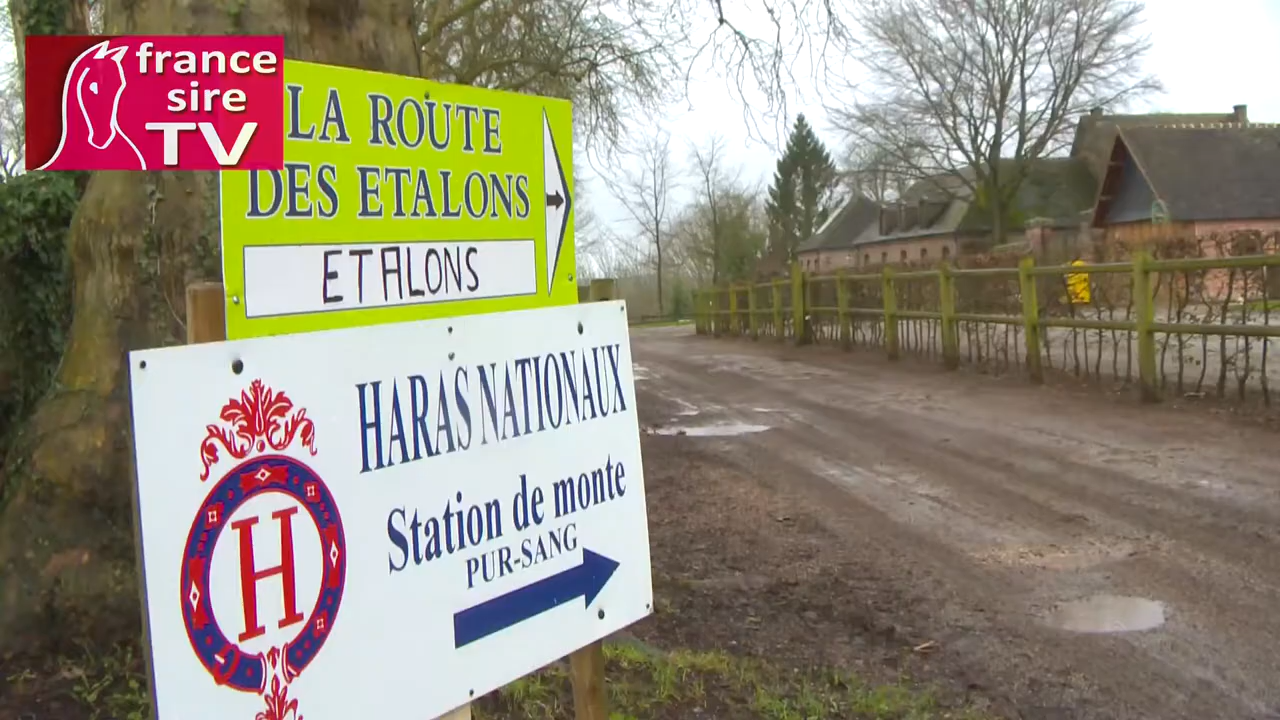 france
sire
TV
LA ROUTE
DES ETALONS
ETALONS
HARAS NATIONAUX
H
Station de monte
PUR-SANG